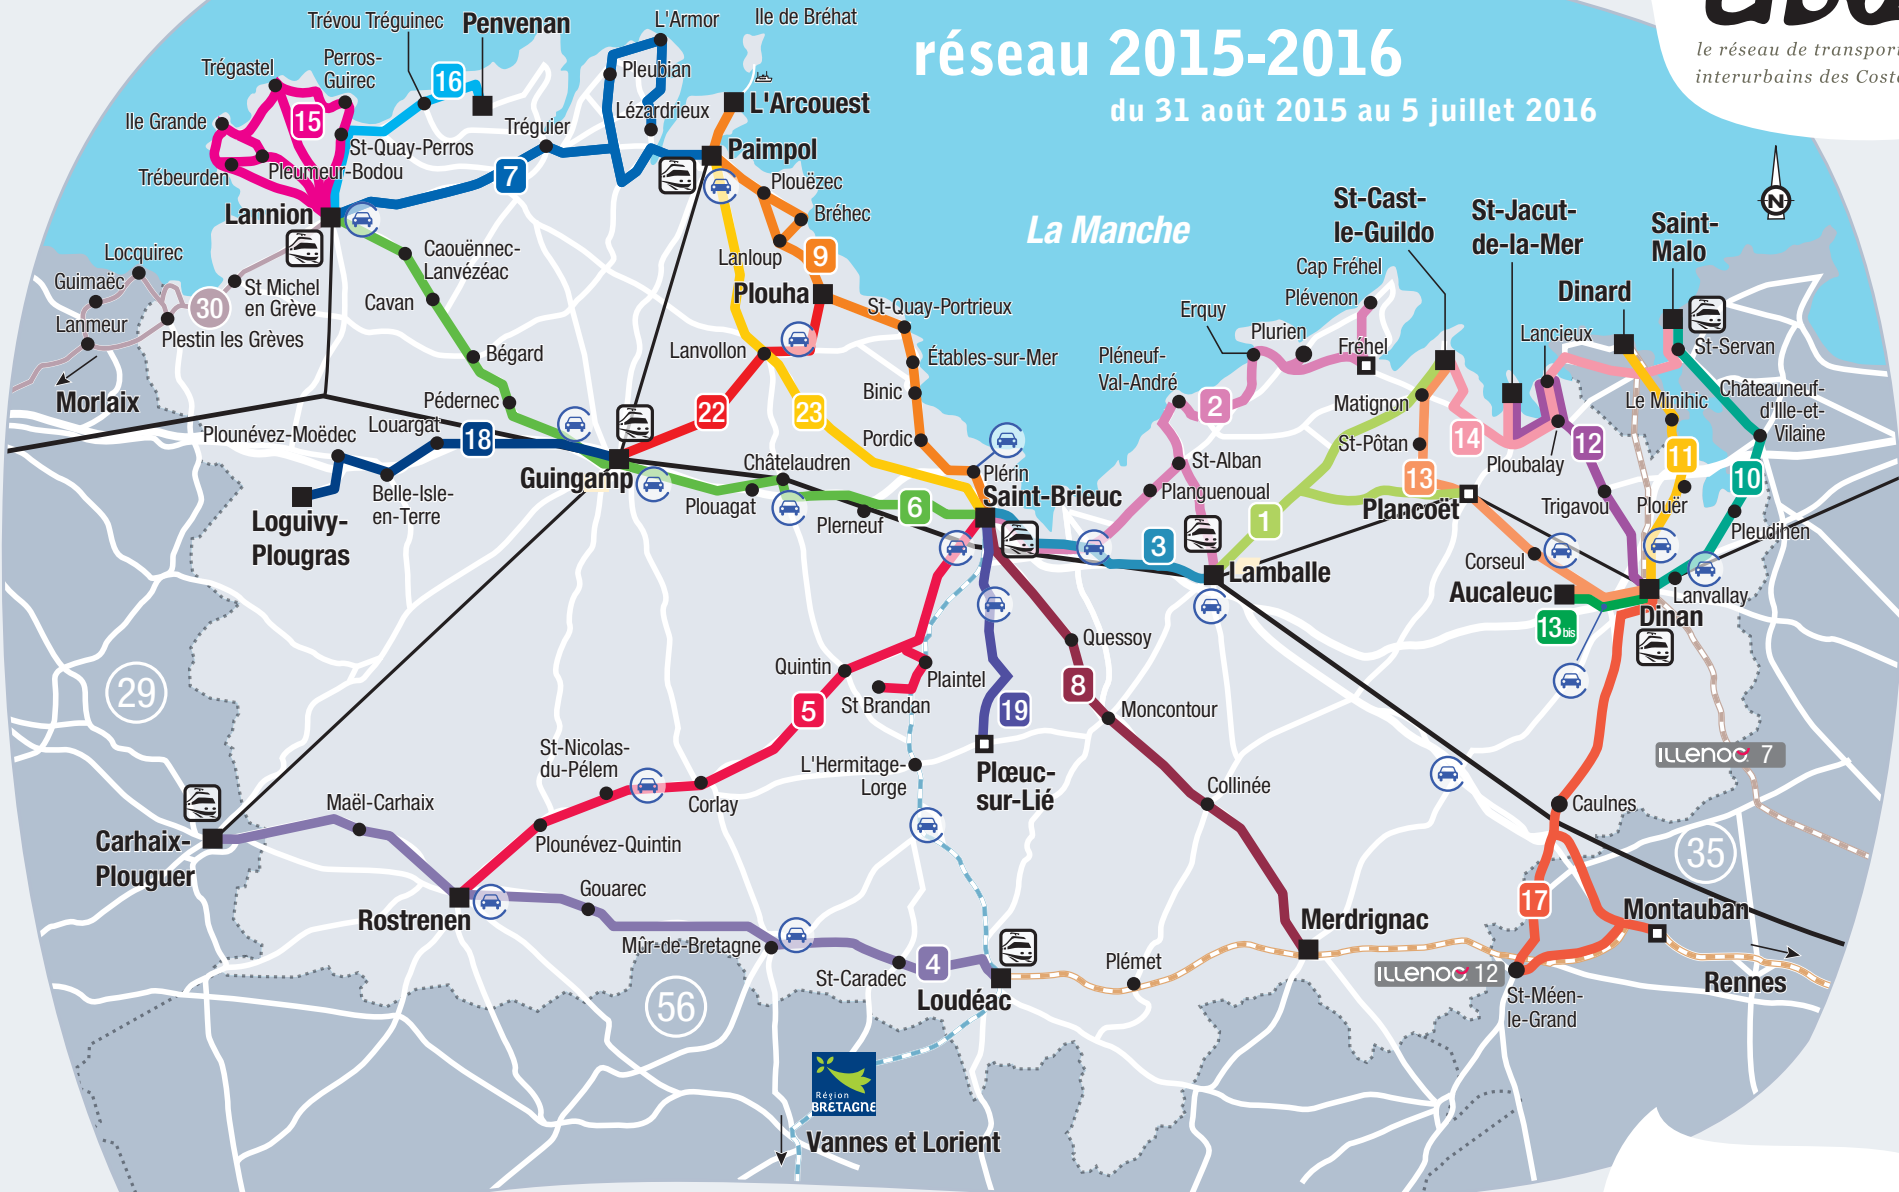 réseau 2015-2016
du 31 août 2015 au 5 juillet 2016
le réseau de transpor
interurbains des Cost
Trévou Tréguinec
Penvenan
L'Armor
Ile de Bréhat
Trégastel
Perros-
Guirec
16
Pleubian
Lézardrieux
L'Arcouest
Ile Grande
15
Tréguier
St-Quay-Perros
Paimpol
Trébeurden
Pleumeur-Bodou
7
Plouëzec
Bréhec
Lannion
Lanloup
9
La Manche
St-Cast-
le-Guildo
St-Jacut-
de-la-Mer
Saint-
Malo
N
Locquirec
Guimaëc
Lanmeur
30
St Michel
en Grève
Plestin les Grèves
Morlaix
Caouënnec-
Lanvézéac
Cavan
Bégard
Pédernec
Louargat
Plounévez-Moëdec
18
Belle-Isle-
en-Terre
Loguivy-
Plougras
Guingamp
Plouha
St-Quay-Portrieux
Lanvollon
Étables-sur-Mer
22
23
Binic
Pordic
Plérin
Châtelaudren
Plouagat
Plerneuf
6
Saint-Brieuc
Cap Fréhel
Plévenon
Erquy
Plurien
Fréhel
Pléneuf-
Val-André
2
St-Alban
Planguenoual
1
3
Lamballe
Dinard
Lancieux
St-Servan
Matignon
St-Pôtan
14
13
Ploubalay
12
Le Minihic
Châteauneuf-
d'Ille-et-
Vilaine
11
10
Plancoët
Trigavou
Plouër
Pleudihen
Corseul
Aucaleuc
Lanvallay
13bis
Dinan
29
Quintin
Plaintel
St Brandan
5
19
Quessoy
8
Moncontour
St-Nicolas-
du-Pélem
L'Hermitage-
Lorge
Plœuc-
sur-Lié
Corlay
Collinée
Plounévez-Quintin
Maël-Carhaix
Carhaix-
Plouguer
Rostrenen
Gouarec
Mûr-de-Bretagne
St-Caradec
4
Loudéac
Plémet
Merdrignac
ILLENOO 7
Caulnes
35
17
Montauban
ILLENOO 12
St-Méen-
le-Grand
Rennes
56
Région
BRETAGNE
Vannes et Lorient